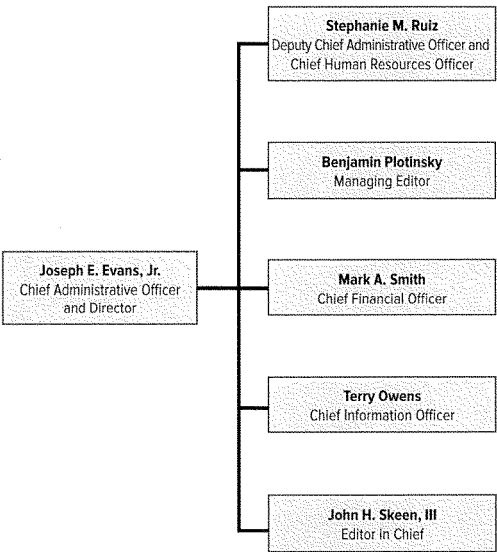 Stephanie M. Ruiz
Deputy Chief Administrative Officer and
Chief Human Resources Officer
Benjamin Plotinsky
Managing Editor
Joseph E. Evans, Jr.
Chief Administrative Officer
and Director
Mark A. Smith
Chief Financial Officer
Terry Owens
Chief Information Officer
John H. Skeen, III
Editor in Chief